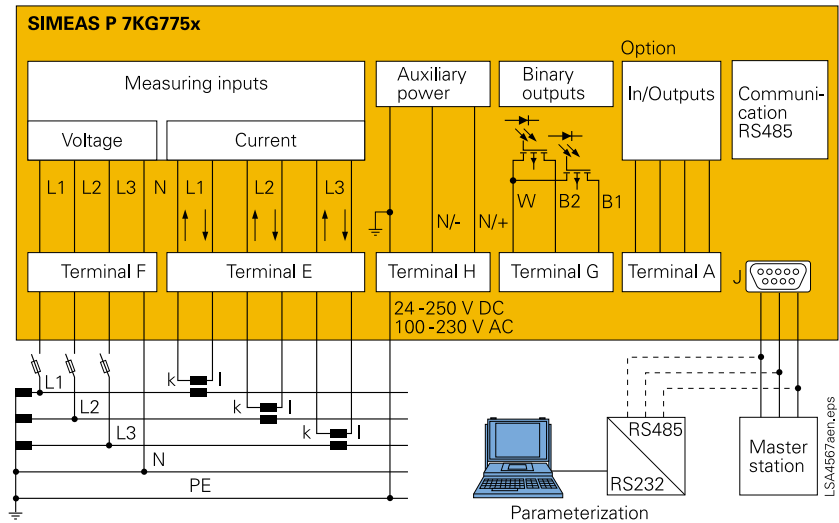 SIMEAS P 7KG775x
Option
Measuring inputs
Auxiliary
power
Binary
outputs
In/Outputs
Communi-
cation
RS485
Voltage
Current
L1 L2 L3 N L1 L2 L3
N/- N/+
W B2 B1
Terminal F
Terminal E
Terminal H
Terminal G
Terminal A
J
24 -250 V DC
100 -230 V AC
k l
L1
k l
L2
k l
L3
N
PE
RS485
RS232
Parameterization
Master
station
LSA4567aen.eps